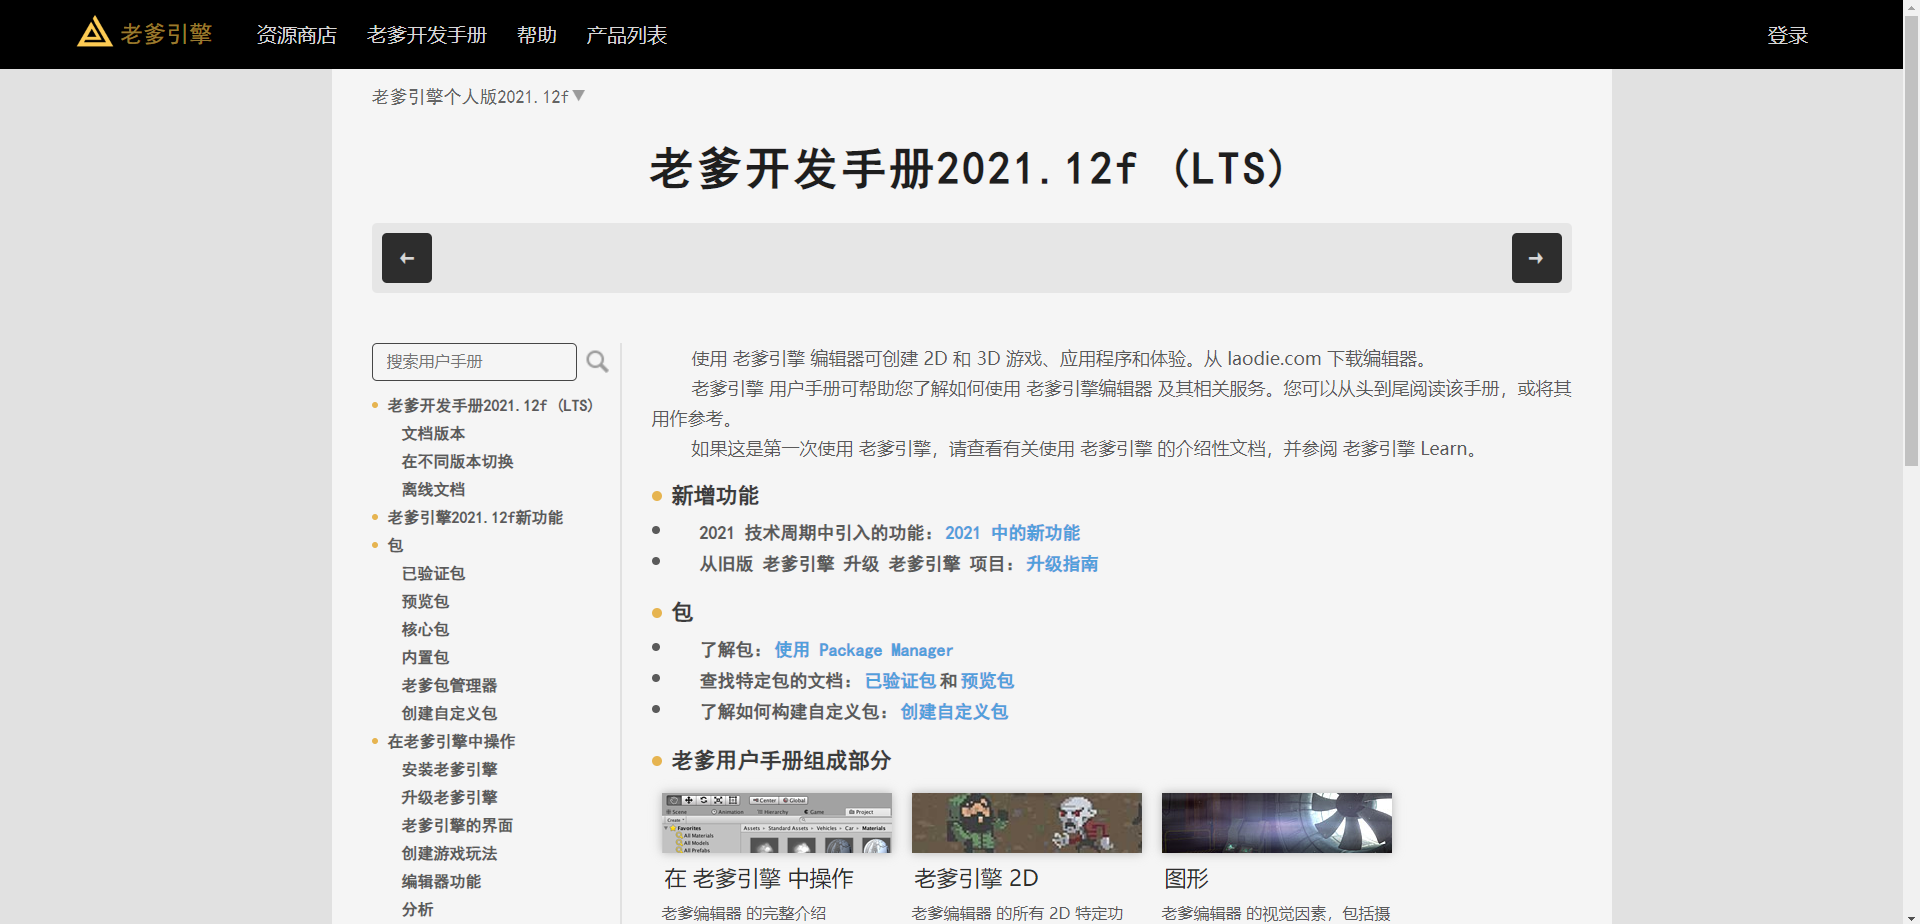 老爹引擎
资源商店 老爹开发手册 帮助 产品列表 登录
老爹引擎个人版2021.12f▼
老爹开发手册2021.12f (LTS)
← →
搜索用户手册
老爹开发手册2021.12f (LTS)
文档版本
在不同版本切换
离线文档
老爹引擎2021.12f新功能
包
已验证包
预览包
核心包
内置包
老爹包管理器
创建自定义包
在老爹引擎中操作
安装老爹引擎
升级老爹引擎
老爹引擎的界面
创建游戏玩法
编辑器功能
分析
使用 老爹引擎 编辑器可创建 2D 和 3D 游戏、应用程序和体验。从 laodie.com 下载编辑器。
老爹引擎 用户手册可帮助您了解如何使用 老爹引擎编辑器 及其相关服务。您可以从头到尾阅读该手册，或将其
用作参考。
如果这是第一次使用 老爹引擎，请查看有关使用 老爹引擎 的介绍性文档，并参阅 老爹引擎 Learn。
新增功能
2021 技术周期中引入的功能：2021 中的新功能
从旧版 老爹引擎 升级 老爹引擎 项目：升级指南
包
了解包：使用 Package Manager
查找特定包的文档：已验证包和预览包
了解如何构建自定义包：创建自定义包
老爹用户手册组成部分
Center Global
Scene Animation Hierarchy Game Project
Create
Favorites Assets Standard Assets Vehicles Car Materials
All Materials
All Models
All Prefabs
在 老爹引擎 中操作
老爹编辑器 的完整介绍
老爹引擎 2D
老爹编辑器 的所有 2D 特定功
图形
老爹编辑器 的视觉因素，包括摄